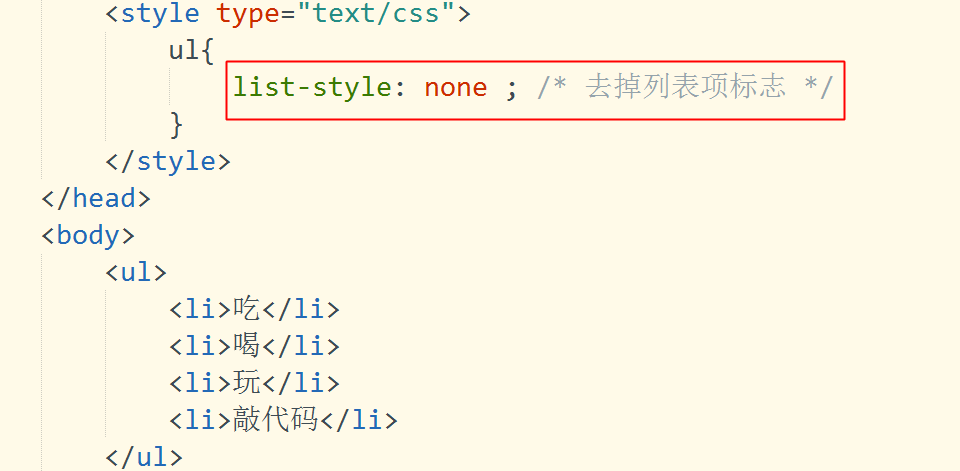 <style type="text/css">
ul{
list-style: none ; /* 去掉列表项标志 */
}
</style>
</head>
<body>
<ul>
<li>吃</li>
<li>喝</li>
<li>玩</li>
<li>敲代码</li>
</ul>